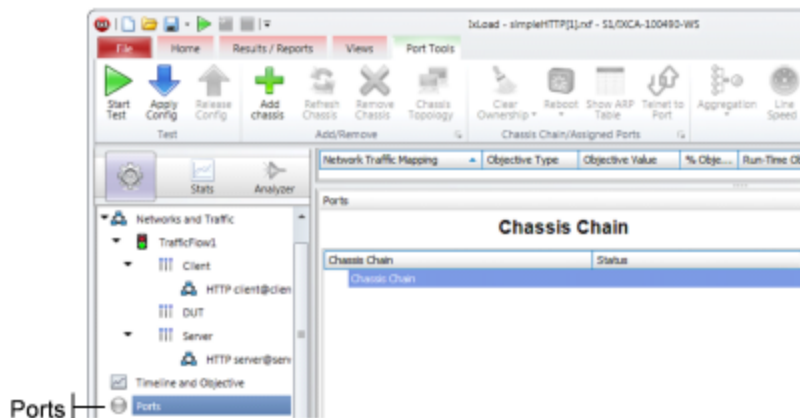 IxLoad - simpleHTTP[1].rxf - S1/IXCA-100490-WS
File Home Results / Reports Views Port Tools
Start Test Apply Config Release Config Add chassis Refresh Chassis Remove Chassis Chassis Topology Clear Ownership Reboot Show ARP Table Telnet to Port Aggregation Line Speed
Test Add/Remove Chassis Chain/Assigned Ports
Network Traffic Mapping Objective Type Objective Value % Obje... Run-Time Ob
Stats Analyzer
Ports
Chassis Chain
Chassis Chain Status
Chassis Chain
Networks and Traffic
TrafficFlow1
Client
HTTP client@clien
DUT
Server
HTTP server@serv
Timeline and Objective
Ports
Ports